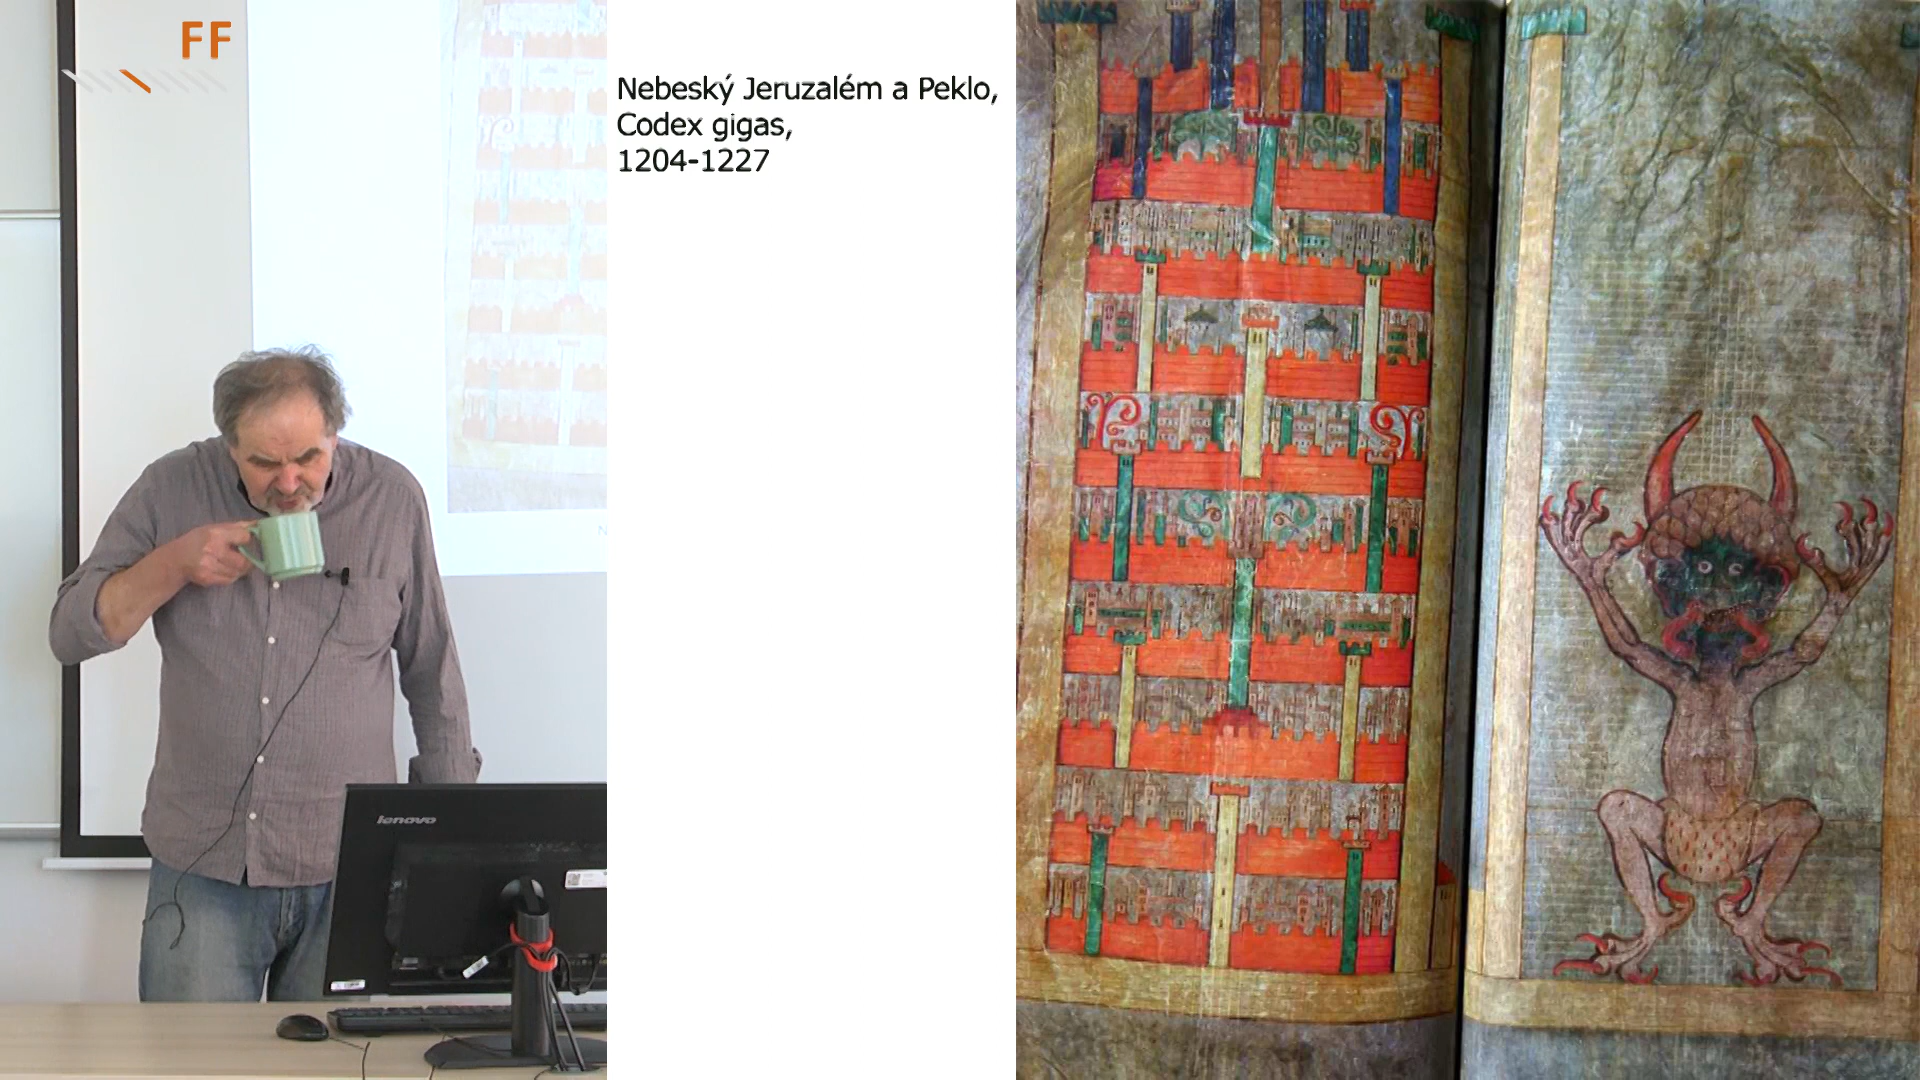 FF
Nebeský Jeruzalém a Peklo,
Codex gigas,
1204-1227
lenovo